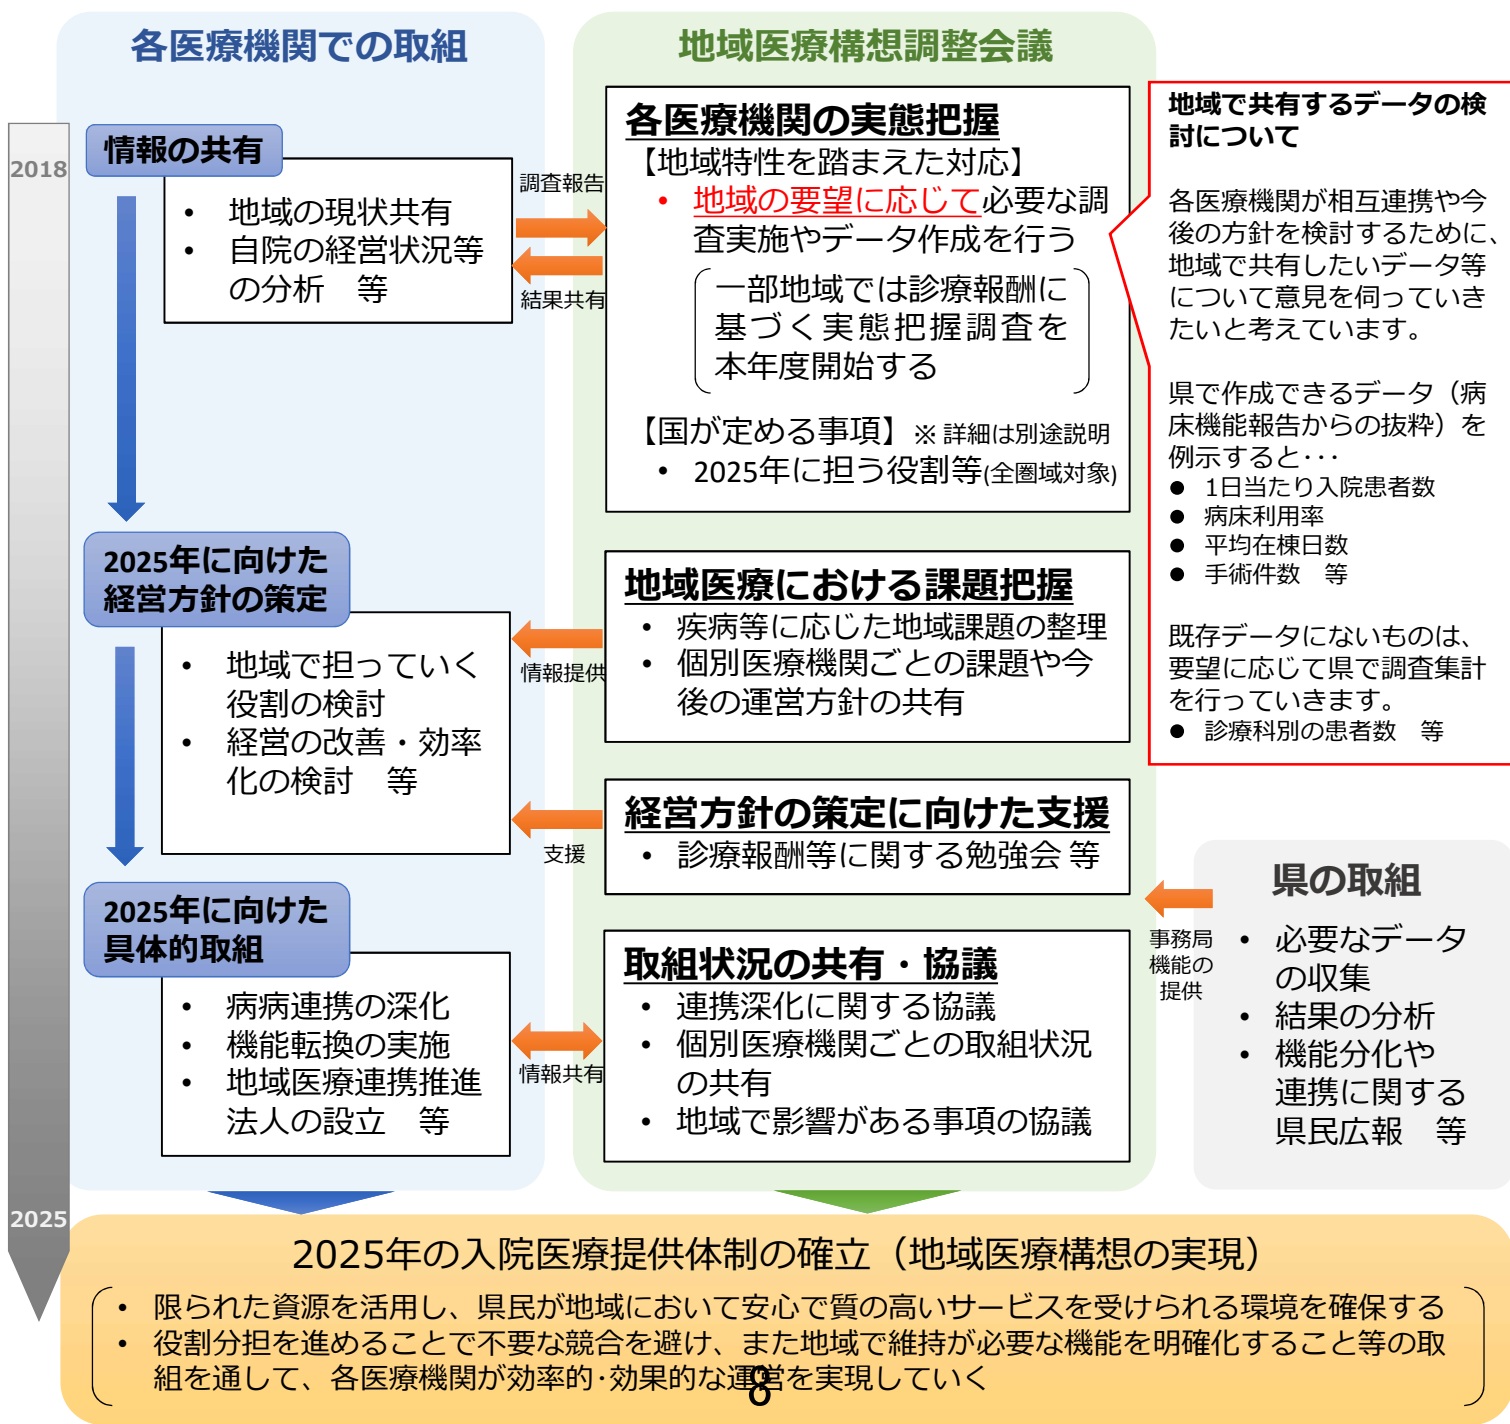 各医療機関での取組
2018
情報の共有
• 地域の現状共有
• 自院の経営状況等
の分析　等
調査報告
結果共有
2025年に向けた
経営方針の策定
• 地域で担っていく
役割の検討
• 経営の改善・効率
化の検討　等
情報提供
支援
2025年に向けた
具体的取組
• 病病連携の深化
• 機能転換の実施
• 地域医療連携推進
法人の設立　等
情報共有
地域医療構想調整会議
各医療機関の実態把握
【地域特性を踏まえた対応】
• 地域の要望に応じて必要な調
査実施やデータ作成を行う
一部地域では診療報酬に
基づく実態把握調査を
本年度開始する
【国が定める事項】※ 詳細は別途説明
• 2025年に担う役割等(全圏域対象)
地域医療における課題把握
• 疾病等に応じた地域課題の整理
• 個別医療機関ごとの課題や今
後の運営方針の共有
経営方針の策定に向けた支援
• 診療報酬等に関する勉強会 等
取組状況の共有・協議
• 連携深化に関する協議
• 個別医療機関ごとの取組状況
の共有
• 地域で影響がある事項の協議
地域で共有するデータの検
討について
各医療機関が相互連携や今
後の方針を検討するために、
地域で共有したいデータ等
について意見を伺っていき
たいと考えています。
県で作成できるデータ（病
床機能報告からの抜粋）を
例示すると･･･
● 1日当たり入院患者数
● 病床利用率
● 平均在棟日数
● 手術件数　等
既存データにないものは、
要望に応じて県で調査集計
を行っていきます。
● 診療科別の患者数　等
事務局
機能の
提供
県の取組
• 必要なデータ
の収集
• 結果の分析
• 機能分化や
連携に関する
県民広報　等
2025
2025年の入院医療提供体制の確立（地域医療構想の実現）
• 限られた資源を活用し、県民が地域において安心で質の高いサービスを受けられる環境を確保する
• 役割分担を進めることで不要な競合を避け、また地域で維持が必要な機能を明確化すること等の取
組を通して、各医療機関が効率的･効果的な運営を実現していく
8